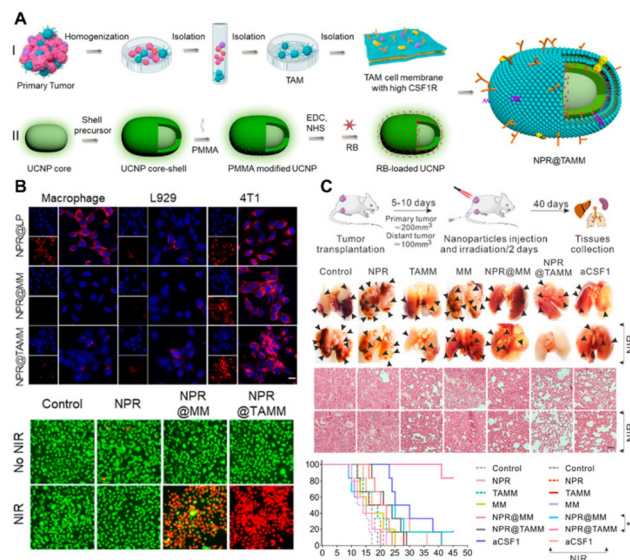 A
I
Homogenization
Isolation
Isolation
Isolation
Primary Tumor
TAM
TAM cell membrane
with high CSF1R
II
Shell
precursor
PMMA
EDC,
NHS
RB
UCNP core
UCNP core-shell
PMMA modified UCNP
RB-loaded UCNP
NPR@TAMM
B
Macrophage L929 4T1
NPR@LP
NPR@MM
NPR@TAMM
Control NPR NPR@MM NPR@TAMM
No NIR
NIR
C
5-10 days
Primary tumor
≈200mm3
Distant tumor
≈100mm3
40 days
Tumor
transplantation
Nanoparticles injection
and irradiation/2 days
Tissues
collection
Control NPR TAMM MM NPR@MM NPR@TAMM aCSF1
NIR
NIR
Control Control
NPR NPR
TAMM TAMM
MM MM
NPR@MM NPR@MM
NPR@TAMM NPR@TAMM
aCSF1 aCSF1
*
NIR
100
80
60
40
20
0
0 5 10 15 20 25 30 35 40 45 50